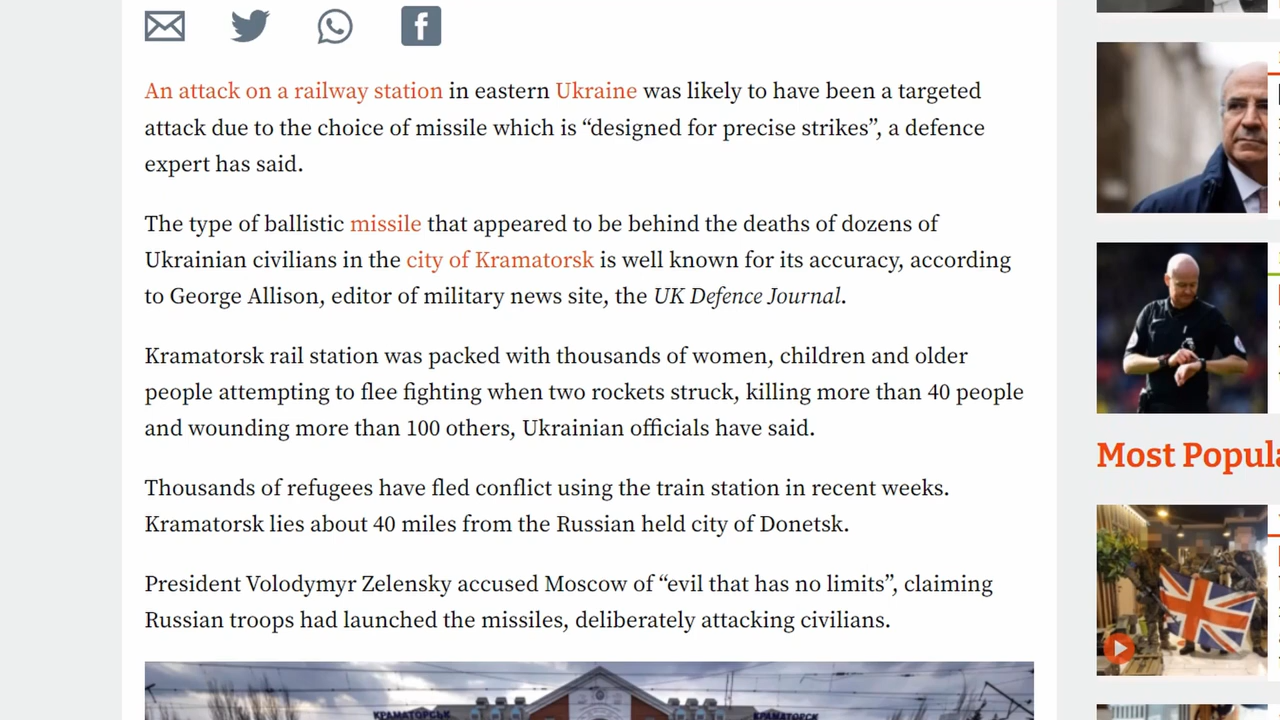 An attack on a railway station in eastern Ukraine was likely to have been a targeted
attack due to the choice of missile which is “designed for precise strikes”, a defence
expert has said.
The type of ballistic missile that appeared to be behind the deaths of dozens of
Ukrainian civilians in the city of Kramatorsk is well known for its accuracy, according
to George Allison, editor of military news site, the UK Defence Journal.
Kramatorsk rail station was packed with thousands of women, children and older
people attempting to flee fighting when two rockets struck, killing more than 40 people
and wounding more than 100 others, Ukrainian officials have said.
Thousands of refugees have fled conflict using the train station in recent weeks.
Kramatorsk lies about 40 miles from the Russian held city of Donetsk.
President Volodymyr Zelensky accused Moscow of “evil that has no limits”, claiming
Russian troops had launched the missiles, deliberately attacking civilians.
КРАМАТОРСЬК КРАМАТОРСК
Most Popula